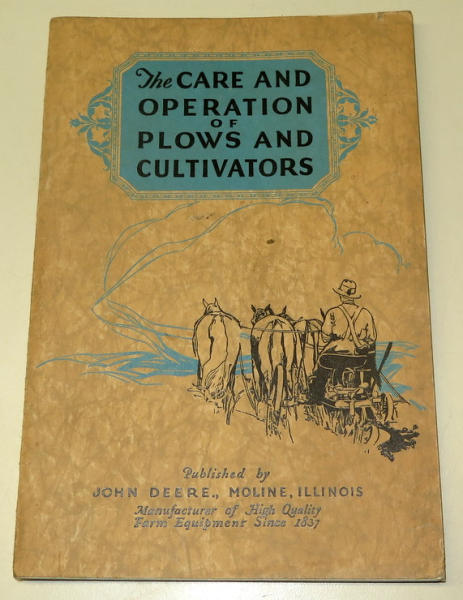 The CARE AND
OPERATION
OF
PLOWS AND
CULTIVATORS
Published by
JOHN DEERE., MOLINE, ILLINOIS
Manufacturer of High Quality
Farm Equipment Since 1837